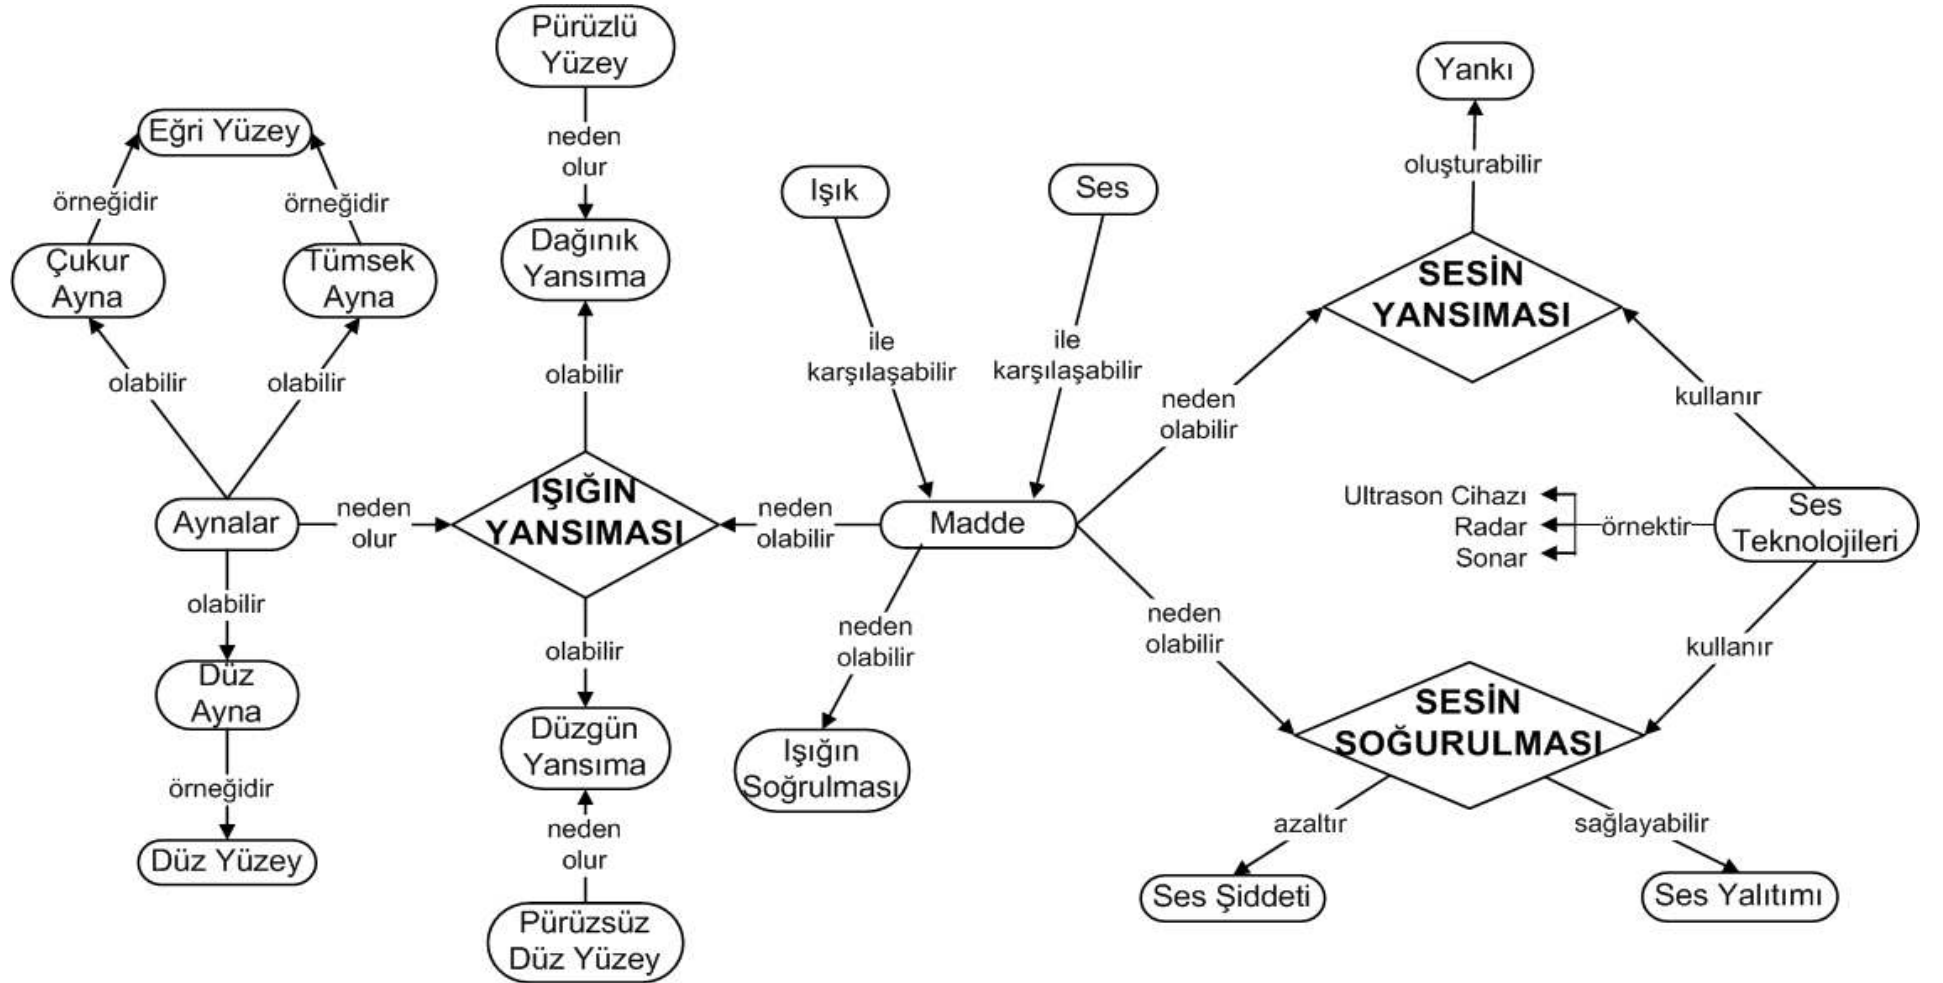 Pürüzlü
Yüzey
neden
olur
Dağınık
Yansıma
olabilir
Eğri Yüzey
örneğidir
örneğidir
Çukur
Ayna
Tümsek
Ayna
olabilir
olabilir
Aynalar
neden
olur
IŞIĞIN
YANSIMASI
olabilir
Düz
Ayna
örneğidir
Düz Yüzey
olabilir
Düzgün
Yansıma
neden
olur
Pürüzsüz
Düz Yüzey
Işık
ile
karşılaşabilir
Ses
ile
karşılaşabilir
neden
olabilir
Madde
neden
olabilir
Işığın
Soğrulması
neden
olabilir
neden
olabilir
Yankı
oluşturabilir
SESİN
YANSIMASI
kullanır
Ultrason Cihazı
Radar
Sonar
örnektir
Ses
Teknolojileri
kullanır
SESİN
SOĞURULMASI
azaltır
sağlayabilir
Ses Şiddeti
Ses Yalıtımı